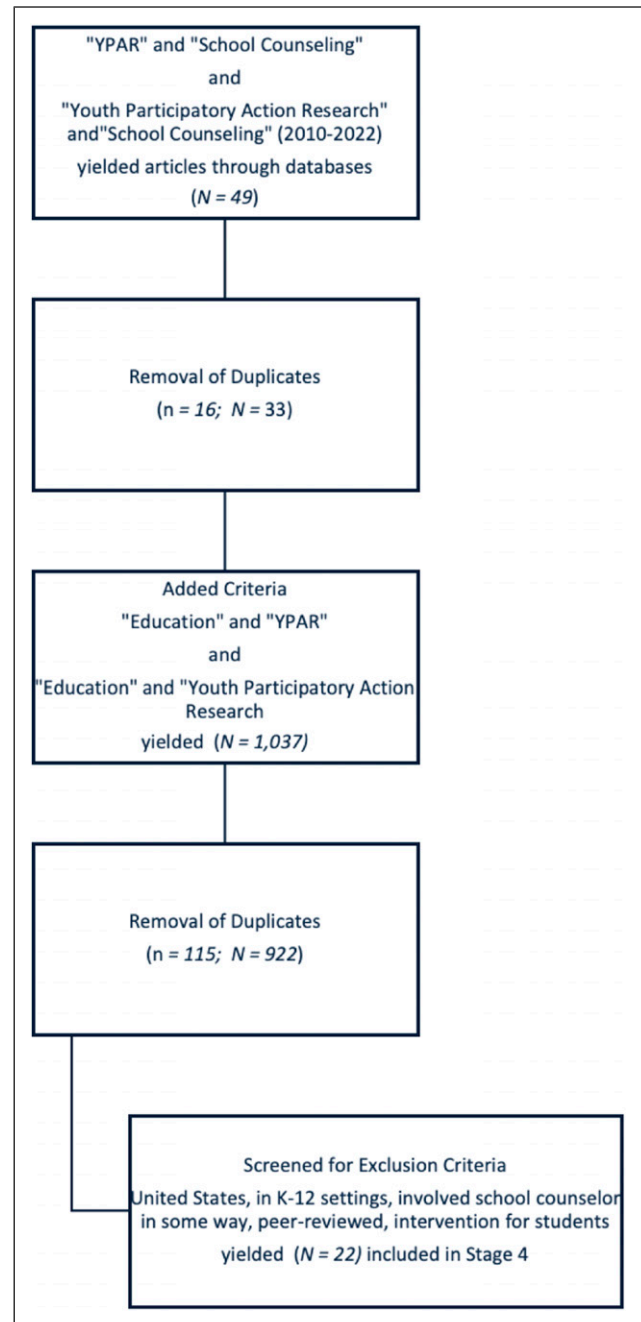 "YPAR" and "School Counseling"
and
"Youth Participatory Action Research"
and"School Counseling" (2010-2022)
yielded articles through databases
(N = 49)
Removal of Duplicates
(n = 16; N = 33)
Added Criteria
"Education" and "YPAR"
and
"Education" and "Youth Participatory Action
Research
yielded (N = 1,037)
Removal of Duplicates
(n = 115; N = 922)
Screened for Exclusion Criteria
United States, in K-12 settings, involved school counselor
in some way, peer-reviewed, intervention for students
yielded (N = 22) included in Stage 4